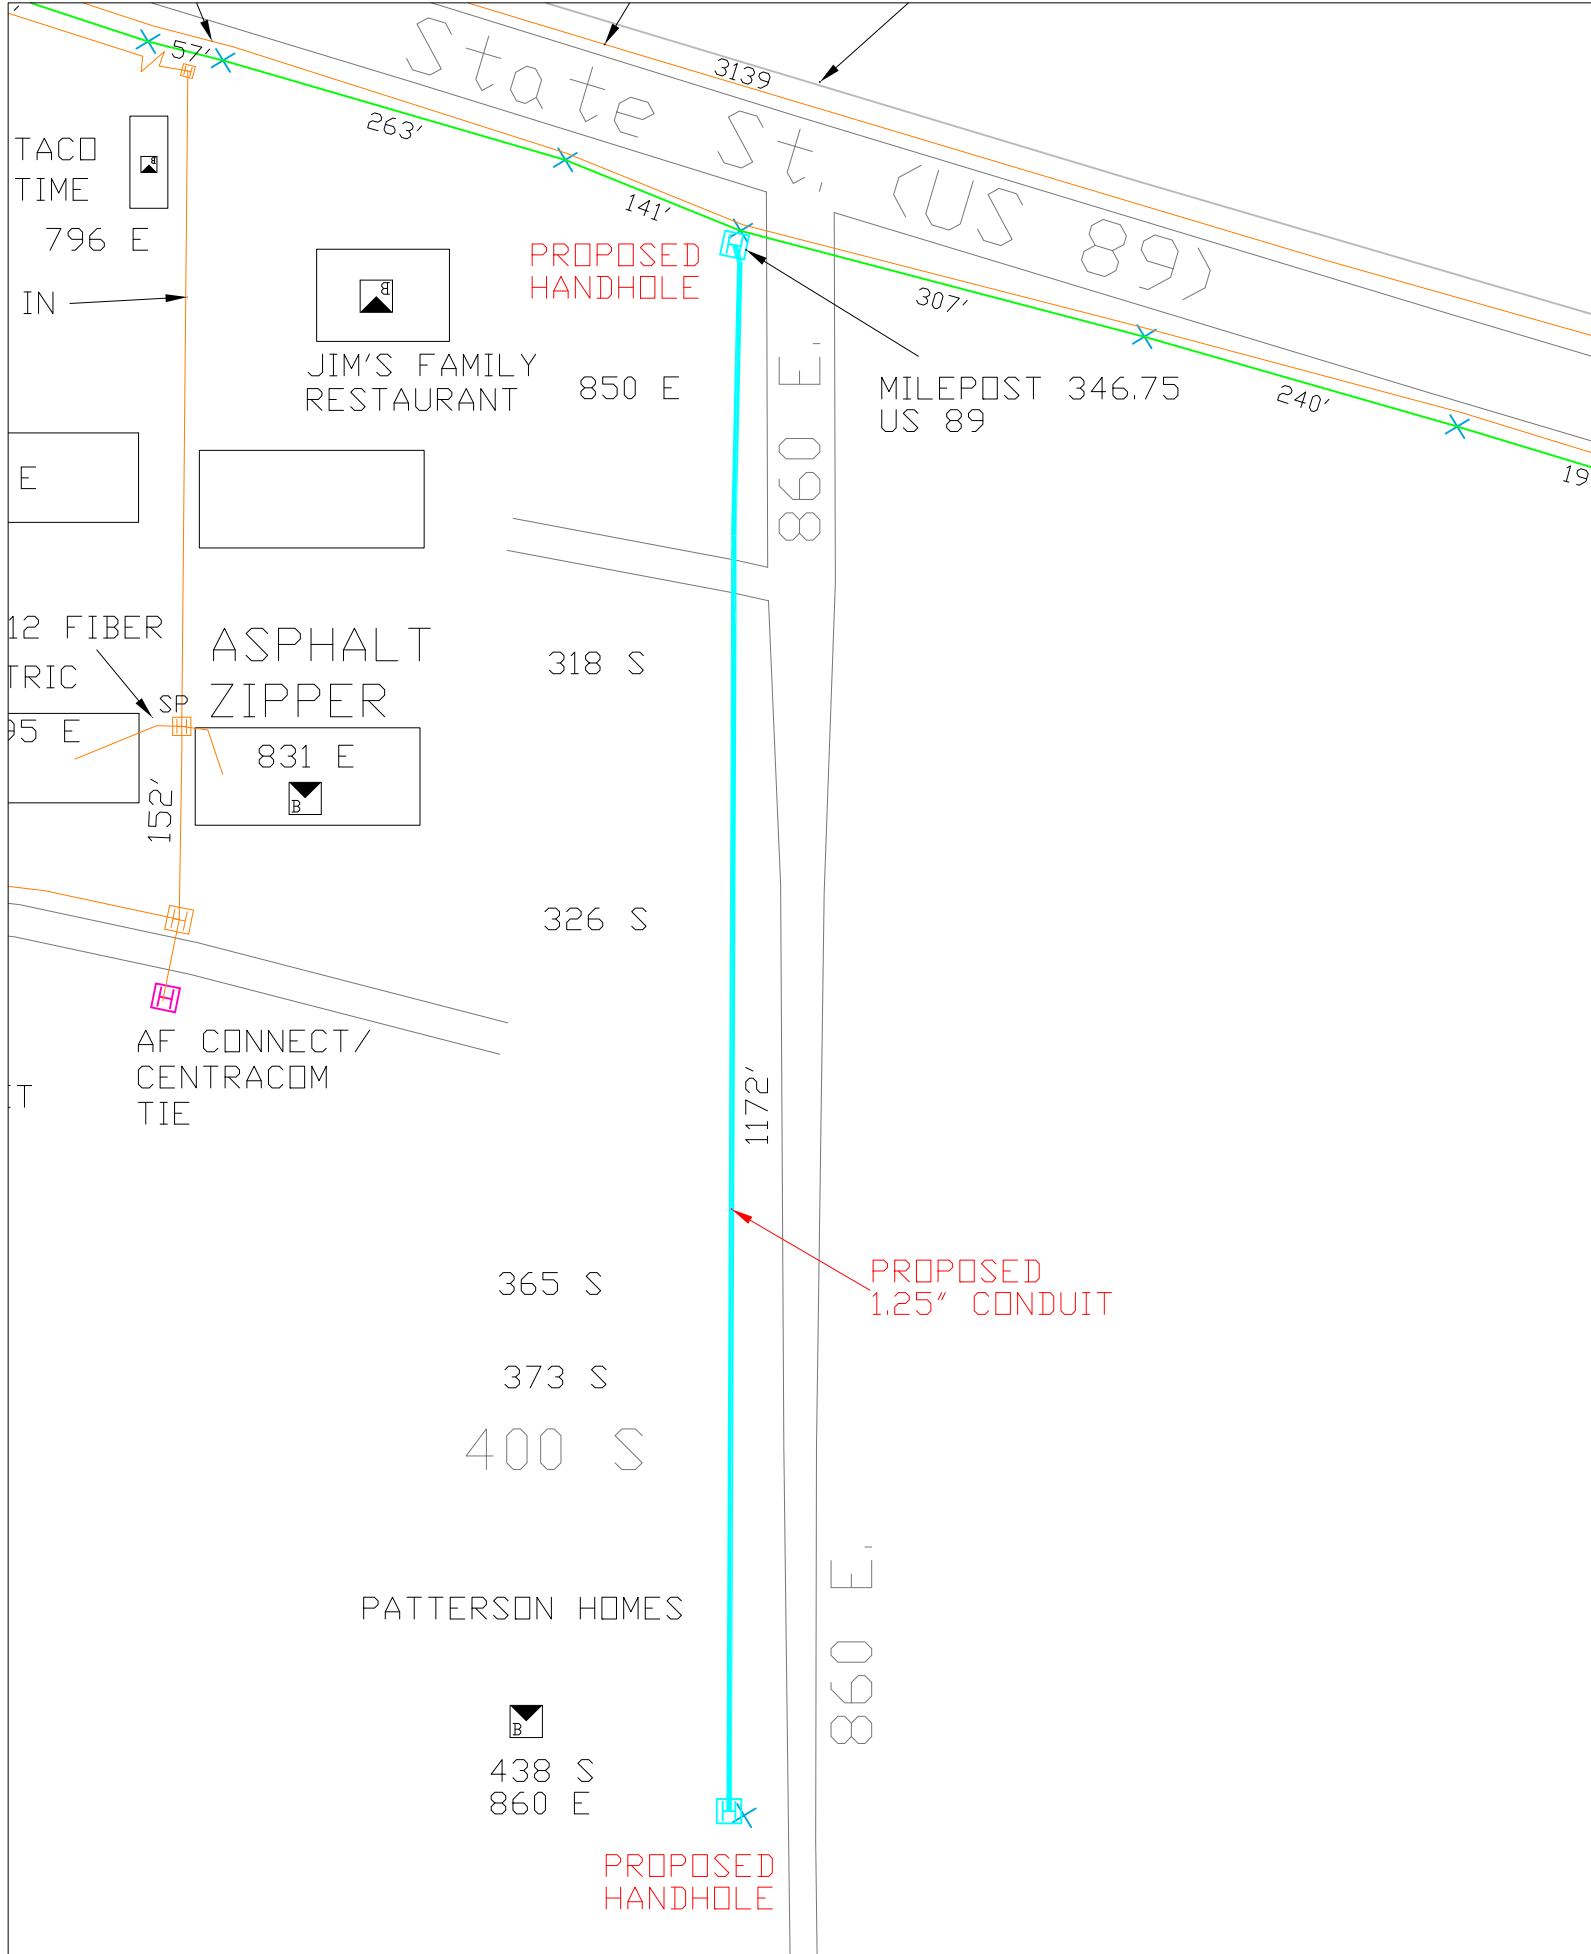 57'
State St. (US 89)
3139
263'
TACO
TIME
796 E
141'
PROPOSED
HANDHOLE
H
307'
IN
B
B
JIM'S FAMILY
RESTAURANT
850 E
860 E.
MILEPOST 346.75
US 89
240'
19
E
12 FIBER
TRIC
95 E
SP
H
ASPHALT
ZIPPER
831 E
B
318 S
152'
H
326 S
H
AF CONNECT/
CENTRACOM
TIE
IT
1172'
365 S
PROPOSED
1.25" CONDUIT
373 S
400 S
860 E.
PATTERSON HOMES
B
438 S
860 E
H
PROPOSED
HANDHOLE